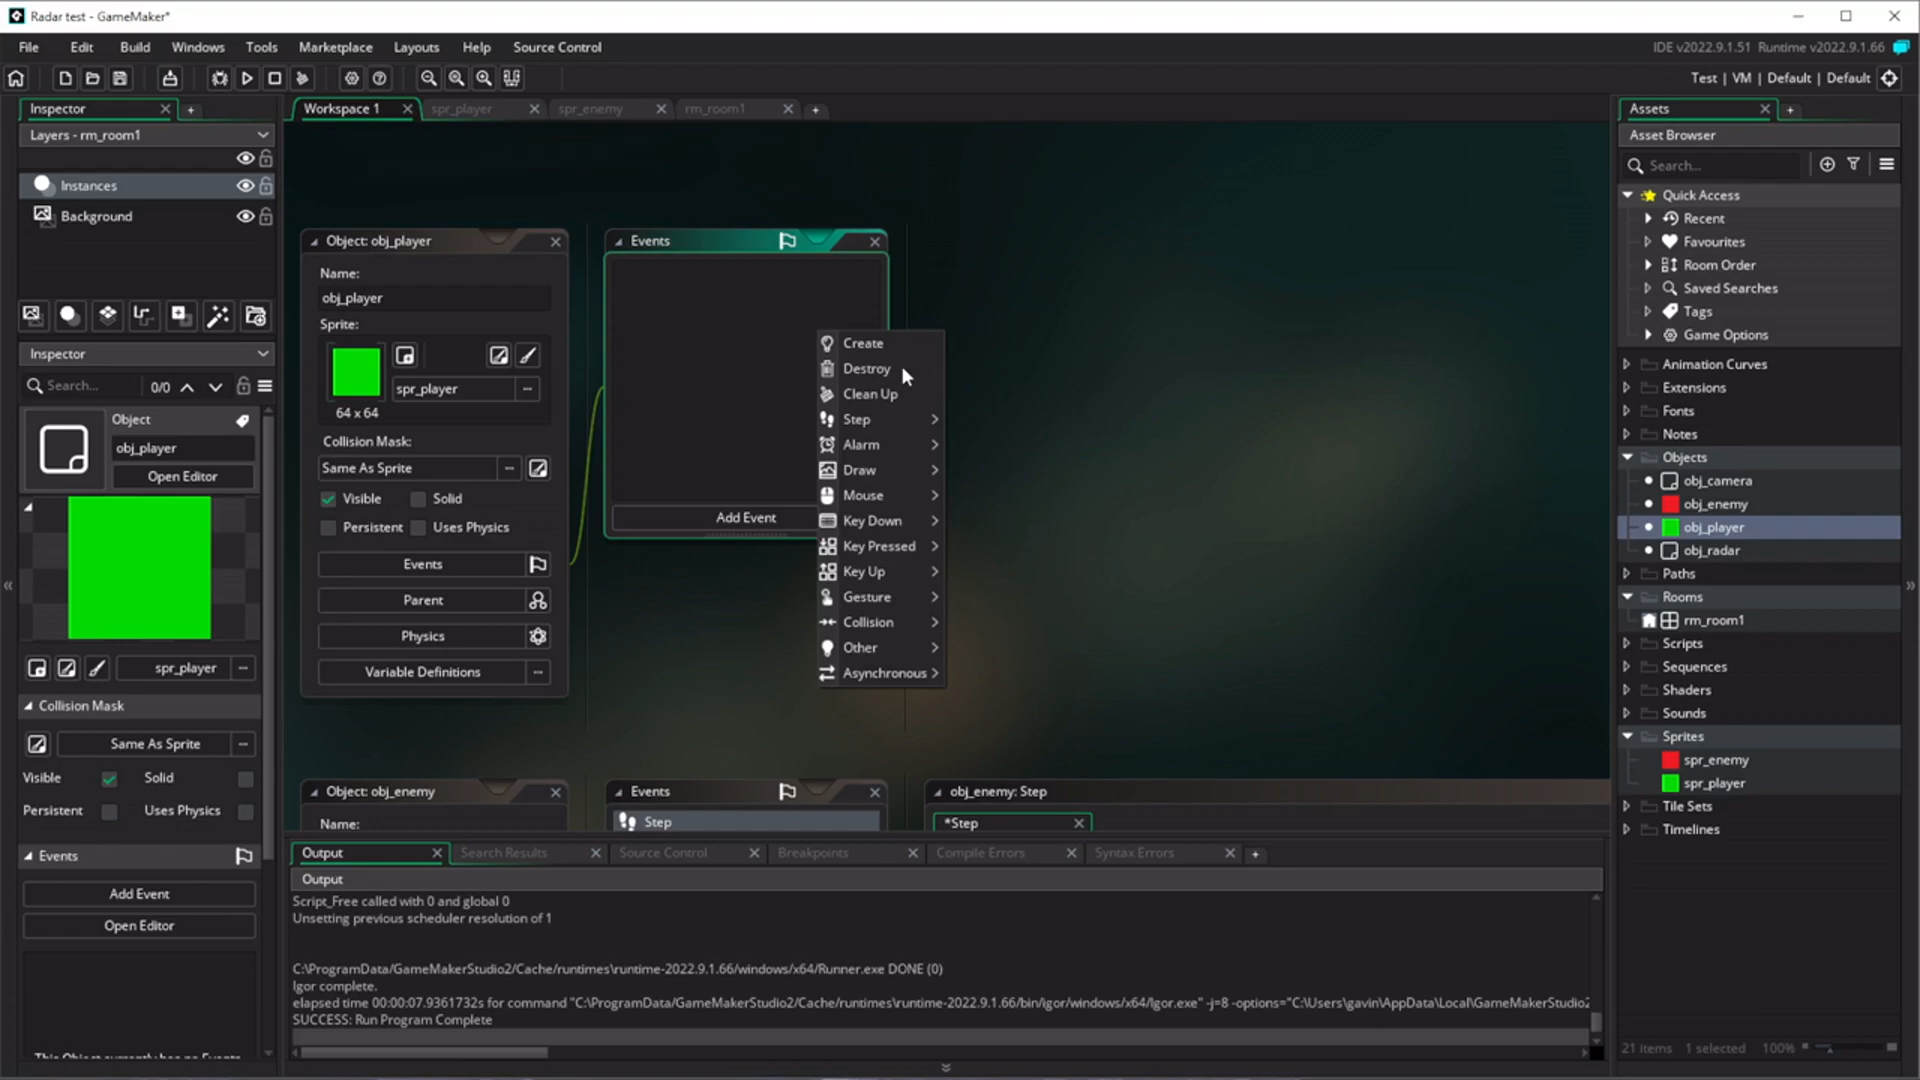 Radar test - GameMaker*
File Edit Build Windows Tools Marketplace Layouts Help Source Control
IDE v2022.9.1.51 Runtime v2022.9.1.66
Test | VM | Default | Default
Inspector
Layers - rm_room1
Instances
Background
Inspector
Search... 0/0
Object
obj_player
Open Editor
spr_player
Collision Mask
Same As Sprite
Visible Solid
Persistent Uses Physics
Events
Add Event
Open Editor
This Object currently has no Events
Workspace 1 spr_player spr_enemy rm_room1
Object: obj_player
Name:
obj_player
Sprite:
spr_player
64 x 64
Collision Mask:
Same As Sprite
Visible Solid
Persistent Uses Physics
Events
Parent
Physics
Variable Definitions
Events
Add Event
Create
Destroy
Clean Up
Step
Alarm
Draw
Mouse
Key Down
Key Pressed
Key Up
Gesture
Collision
Other
Asynchronous
Object: obj_enemy
Name:
Events
Step
obj_enemy: Step
*Step
Output Search Results Source Control Breakpoints Compile Errors Syntax Errors
Output
Script_Free called with 0 and global 0
Unsetting previous scheduler resolution of 1
C:\ProgramData/GameMakerStudio2/Cache/runtimes\runtime-2022.9.1.66/windows/x64/Runner.exe DONE (0)
Igor complete.
elapsed time 00:00:07.9361732s for command "C:\ProgramData/GameMakerStudio2/Cache/runtimes\runtime-2022.9.1.66/bin/igor/windows/x64/Igor.exe" -j=8 -options="C:\Users\gavin\AppData\Local\GameMakerStudio2
SUCCESS: Run Program Complete
Assets
Asset Browser
Search...
Quick Access
Recent
Favourites
Room Order
Saved Searches
Tags
Game Options
Animation Curves
Extensions
Fonts
Notes
Objects
obj_camera
obj_enemy
obj_player
obj_radar
Paths
Rooms
rm_room1
Scripts
Sequences
Shaders
Sounds
Sprites
spr_enemy
spr_player
Tile Sets
Timelines
21 items 1 selected 100%